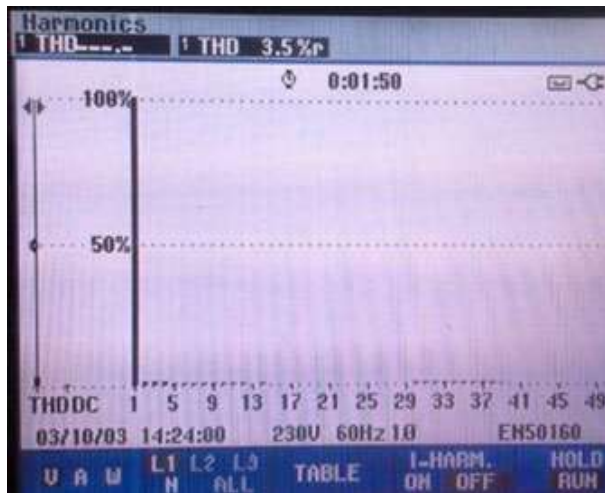 Harmonics
1 THD---.- 1 THD 3.5%r
0:01:50
100%
50%
THDDC 1 5 9 13 17 21 25 29 33 37 41 45 49
03/10/03 14:24:00 230V 60Hz 1Ø EN50160
V A W L1 L2 L3 TABLE I-HARM. HOLD
N ALL ON OFF RUN